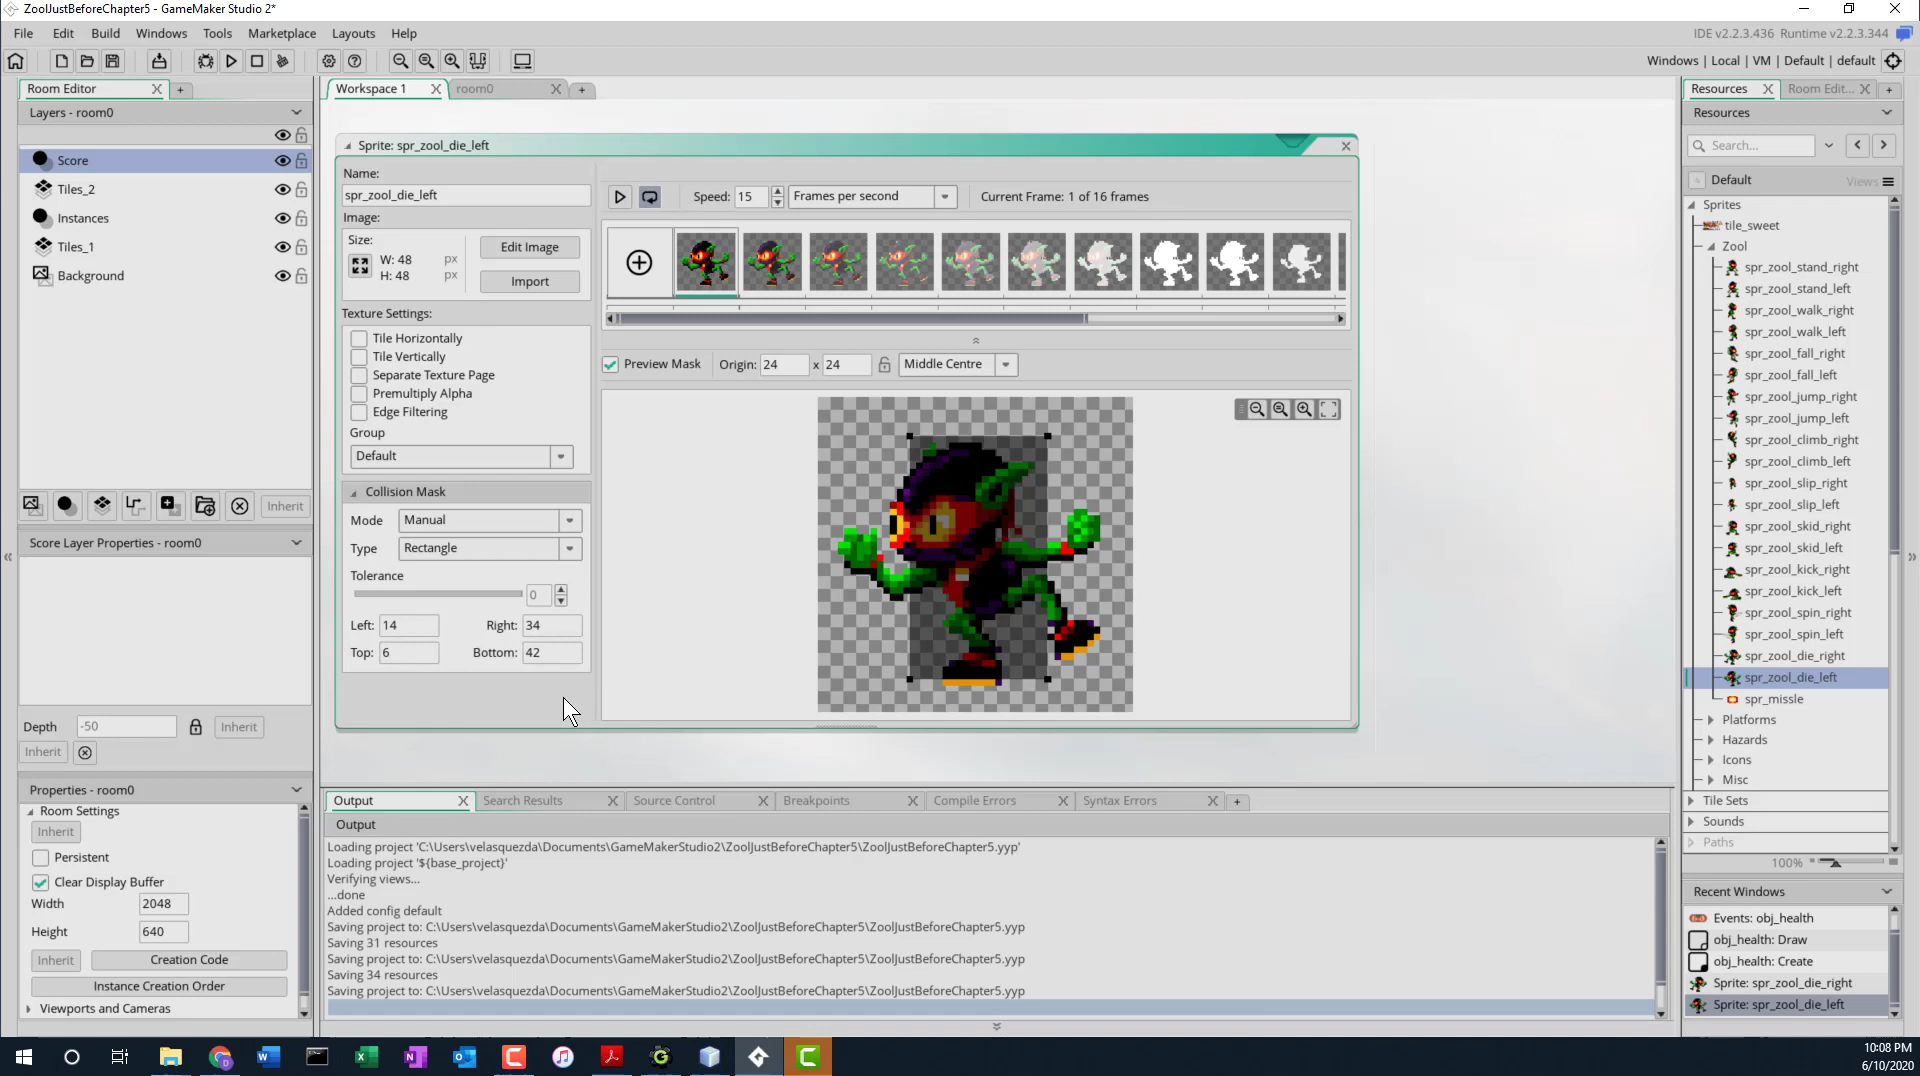 ZoolJustBeforeChapter5 - GameMaker Studio 2*
File Edit Build Windows Tools Marketplace Layouts Help
IDE v2.2.3.436 Runtime v2.2.3.344
Windows | Local | VM | Default | default
Room Editor
Layers - room0
Score
Tiles_2
Instances
Tiles_1
Background
Inherit
Score Layer Properties - room0
Depth -50 Inherit
Inherit
Properties - room0
Room Settings
Inherit
Persistent
Clear Display Buffer
Width 2048
Height 640
Inherit Creation Code
Instance Creation Order
Viewports and Cameras
Workspace 1 room0
Sprite: spr_zool_die_left
Name:
spr_zool_die_left
Image:
Size:
W: 48 px
H: 48 px
Edit Image
Import
Texture Settings:
Tile Horizontally
Tile Vertically
Separate Texture Page
Premultiply Alpha
Edge Filtering
Group
Default
Collision Mask
Mode Manual
Type Rectangle
Tolerance
0
Left: 14 Right: 34
Top: 6 Bottom: 42
Speed: 15 Frames per second Current Frame: 1 of 16 frames
Preview Mask Origin: 24 x 24 Middle Centre
Output Search Results Source Control Breakpoints Compile Errors Syntax Errors
Output
Loading project 'C:\Users\velasquezda\Documents\GameMakerStudio2\ZoolJustBeforeChapter5\ZoolJustBeforeChapter5.yyp'
Loading project '${base_project}'
Verifying views...
...done
Added config default
Saving project to: C:\Users\velasquezda\Documents\GameMakerStudio2\ZoolJustBeforeChapter5\ZoolJustBeforeChapter5.yyp
Saving 31 resources
Saving project to: C:\Users\velasquezda\Documents\GameMakerStudio2\ZoolJustBeforeChapter5\ZoolJustBeforeChapter5.yyp
Saving 34 resources
Saving project to: C:\Users\velasquezda\Documents\GameMakerStudio2\ZoolJustBeforeChapter5\ZoolJustBeforeChapter5.yyp
Resources Room Edit...
Resources
Search...
Default Views
Sprites
tile_sweet
Zool
spr_zool_stand_right
spr_zool_stand_left
spr_zool_walk_right
spr_zool_walk_left
spr_zool_fall_right
spr_zool_fall_left
spr_zool_jump_right
spr_zool_jump_left
spr_zool_climb_right
spr_zool_climb_left
spr_zool_slip_right
spr_zool_slip_left
spr_zool_skid_right
spr_zool_skid_left
spr_zool_kick_right
spr_zool_kick_left
spr_zool_spin_right
spr_zool_spin_left
spr_zool_die_right
spr_zool_die_left
spr_missle
Platforms
Hazards
Icons
Misc
Tile Sets
Sounds
Paths
100%
Recent Windows
Events: obj_health
obj_health: Draw
obj_health: Create
Sprite: spr_zool_die_right
Sprite: spr_zool_die_left
10:08 PM
6/10/2020